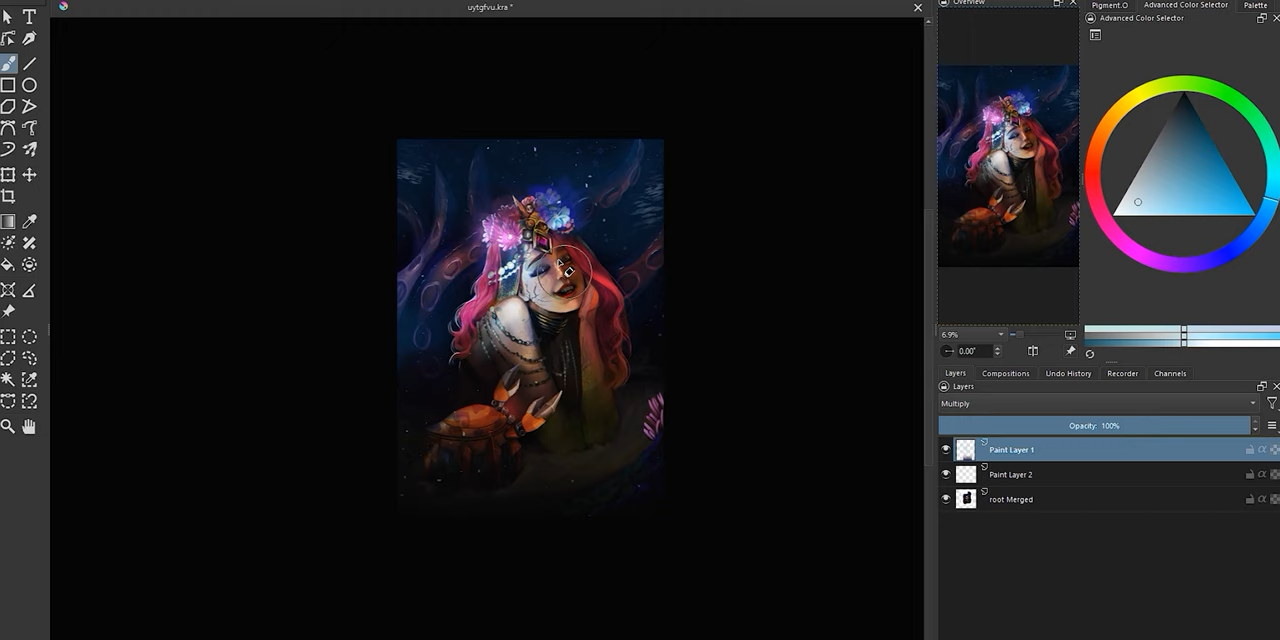 uytgfvu.kra *
Overview
Pigment.O
Advanced Color Selector
Palette
Advanced Color Selector
6.9%
0.00°
Layers
Compositions
Undo History
Recorder
Channels
Layers
Multiply
Opacity: 100%
Paint Layer 1
Paint Layer 2
root Merged